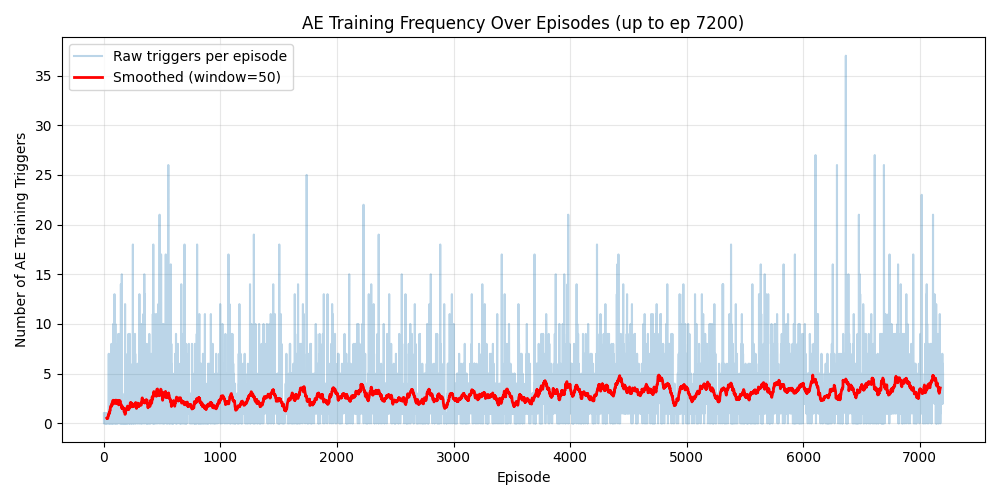 AE Training Frequency Over Episodes (up to ep 7200)
Raw triggers per episode
Smoothed (window=50)
Number of AE Training Triggers
35
30
25
20
15
10
5
0
0 1000 2000 3000 4000 5000 6000 7000
Episode